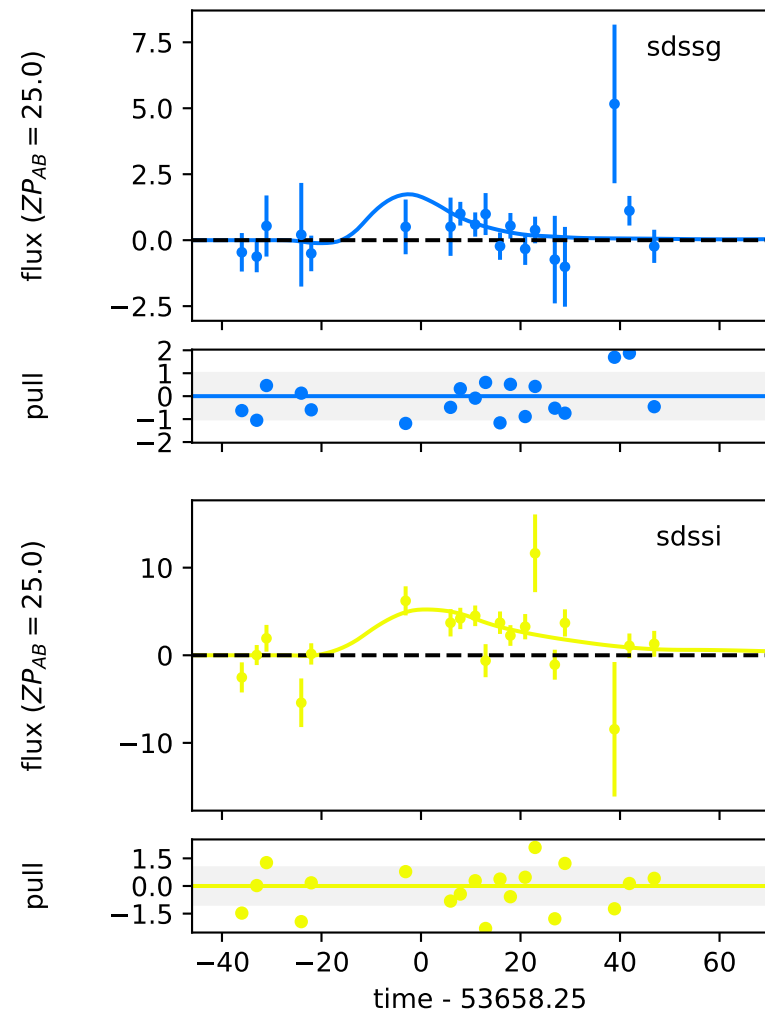 sdssg
flux (ZP_AB = 25.0)
7.5
5.0
2.5
0.0
−2.5
pull
2
1
0
−1
−2
sdssi
flux (ZP_AB = 25.0)
10
0
−10
pull
1.5
0.0
−1.5
−40 −20 0 20 40 60
time - 53658.25